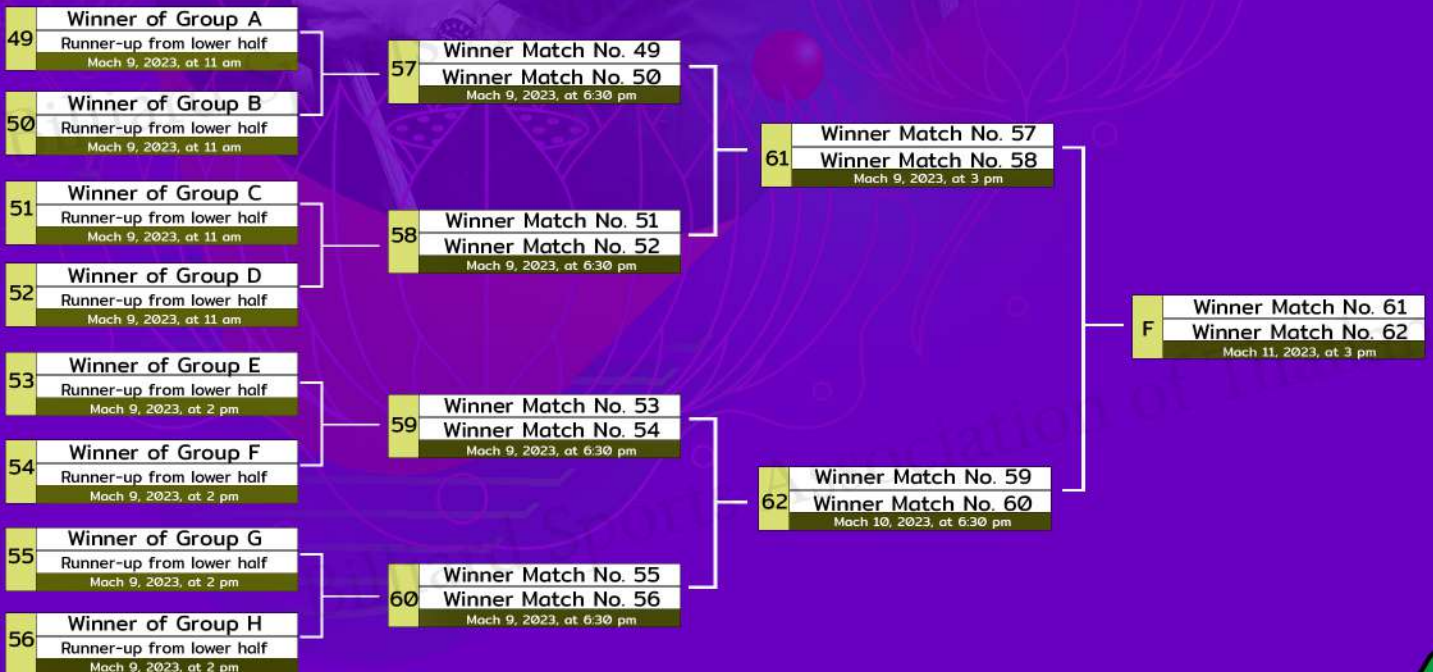 49
Winner of Group A
Runner-up from lower half
Mach 9, 2023, at 11 am
50
Winner of Group B
Runner-up from lower half
Mach 9, 2023, at 11 am
51
Winner of Group C
Runner-up from lower half
Mach 9, 2023, at 11 am
52
Winner of Group D
Runner-up from lower half
Mach 9, 2023, at 11 am
53
Winner of Group E
Runner-up from lower half
Mach 9, 2023, at 2 pm
54
Winner of Group F
Runner-up from lower half
Mach 9, 2023, at 2 pm
55
Winner of Group G
Runner-up from lower half
Mach 9, 2023, at 2 pm
56
Winner of Group H
Runner-up from lower half
Mach 9, 2023, at 2 pm
57
Winner Match No. 49
Winner Match No. 50
Mach 9, 2023, at 6:30 pm
58
Winner Match No. 51
Winner Match No. 52
Mach 9, 2023, at 6:30 pm
59
Winner Match No. 53
Winner Match No. 54
Mach 9, 2023, at 6:30 pm
60
Winner Match No. 55
Winner Match No. 56
Mach 9, 2023, at 6:30 pm
61
Winner Match No. 57
Winner Match No. 58
Mach 9, 2023, at 3 pm
62
Winner Match No. 59
Winner Match No. 60
Mach 10, 2023, at 6:30 pm
F
Winner Match No. 61
Winner Match No. 62
Mach 11, 2023, at 3 pm
Billiard Sports Association of